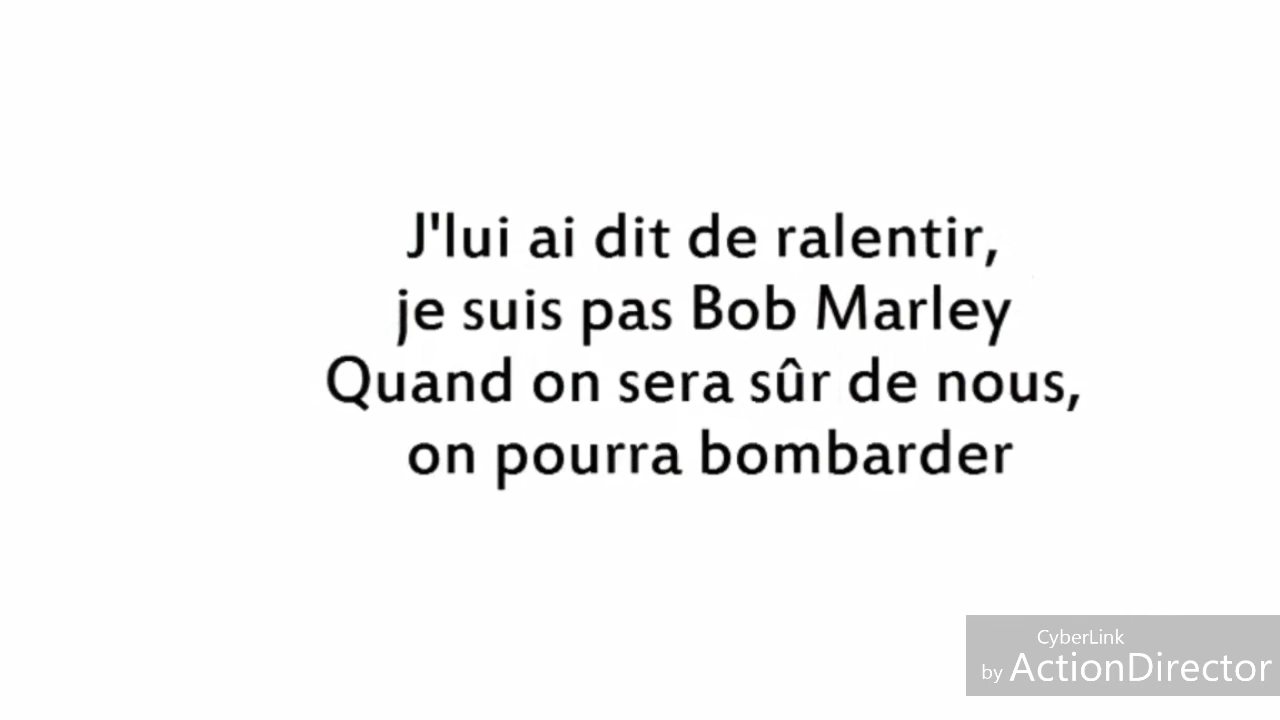 J'lui ai dit de ralentir,
je suis pas Bob Marley
Quand on sera sûr de nous,
on pourra bombarder
CyberLink
by ActionDirector